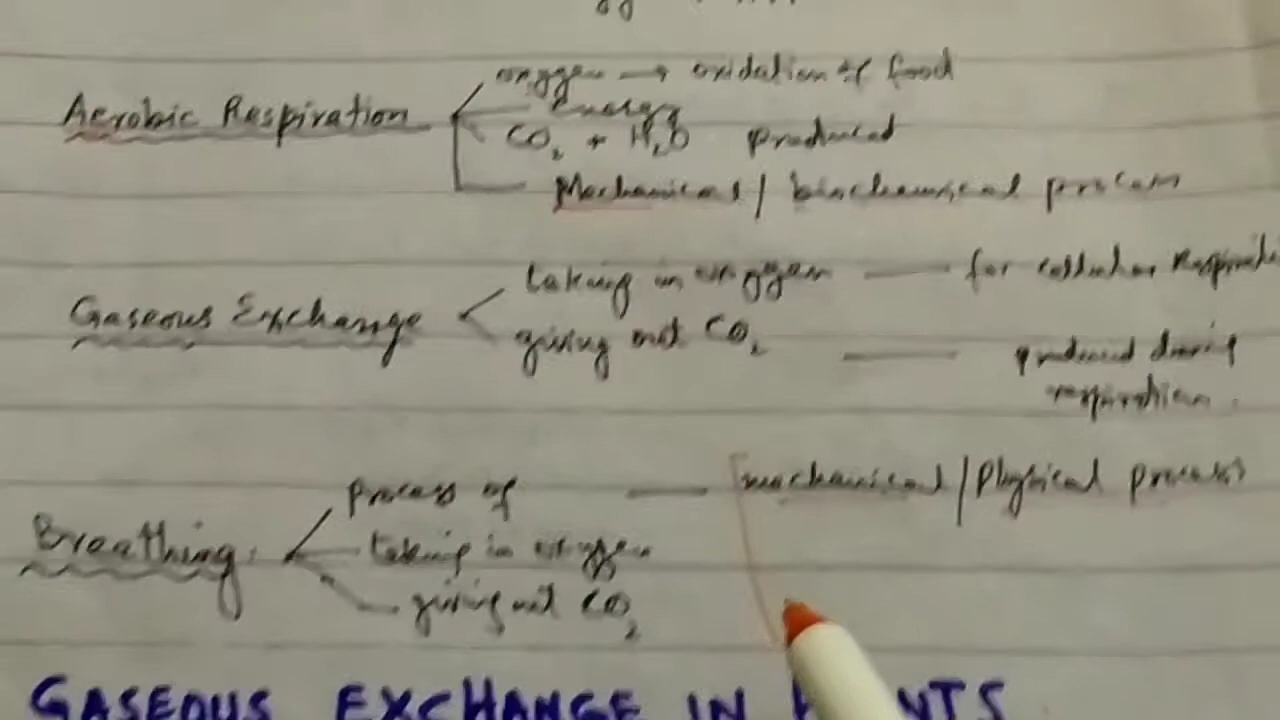 oxygen → oxidation of food
Aerobic Respiration
energy
CO2 + H2O produced
Mechanical / biochemical process
taking in oxygen — for cellular Respirati
Gaseous Exchange
giving out CO2 — produced during
respiration.
process of — mechanical / Physical process
Breathing.
taking in oxygen
giving out CO2
GASEOUS EXCHANGE IN